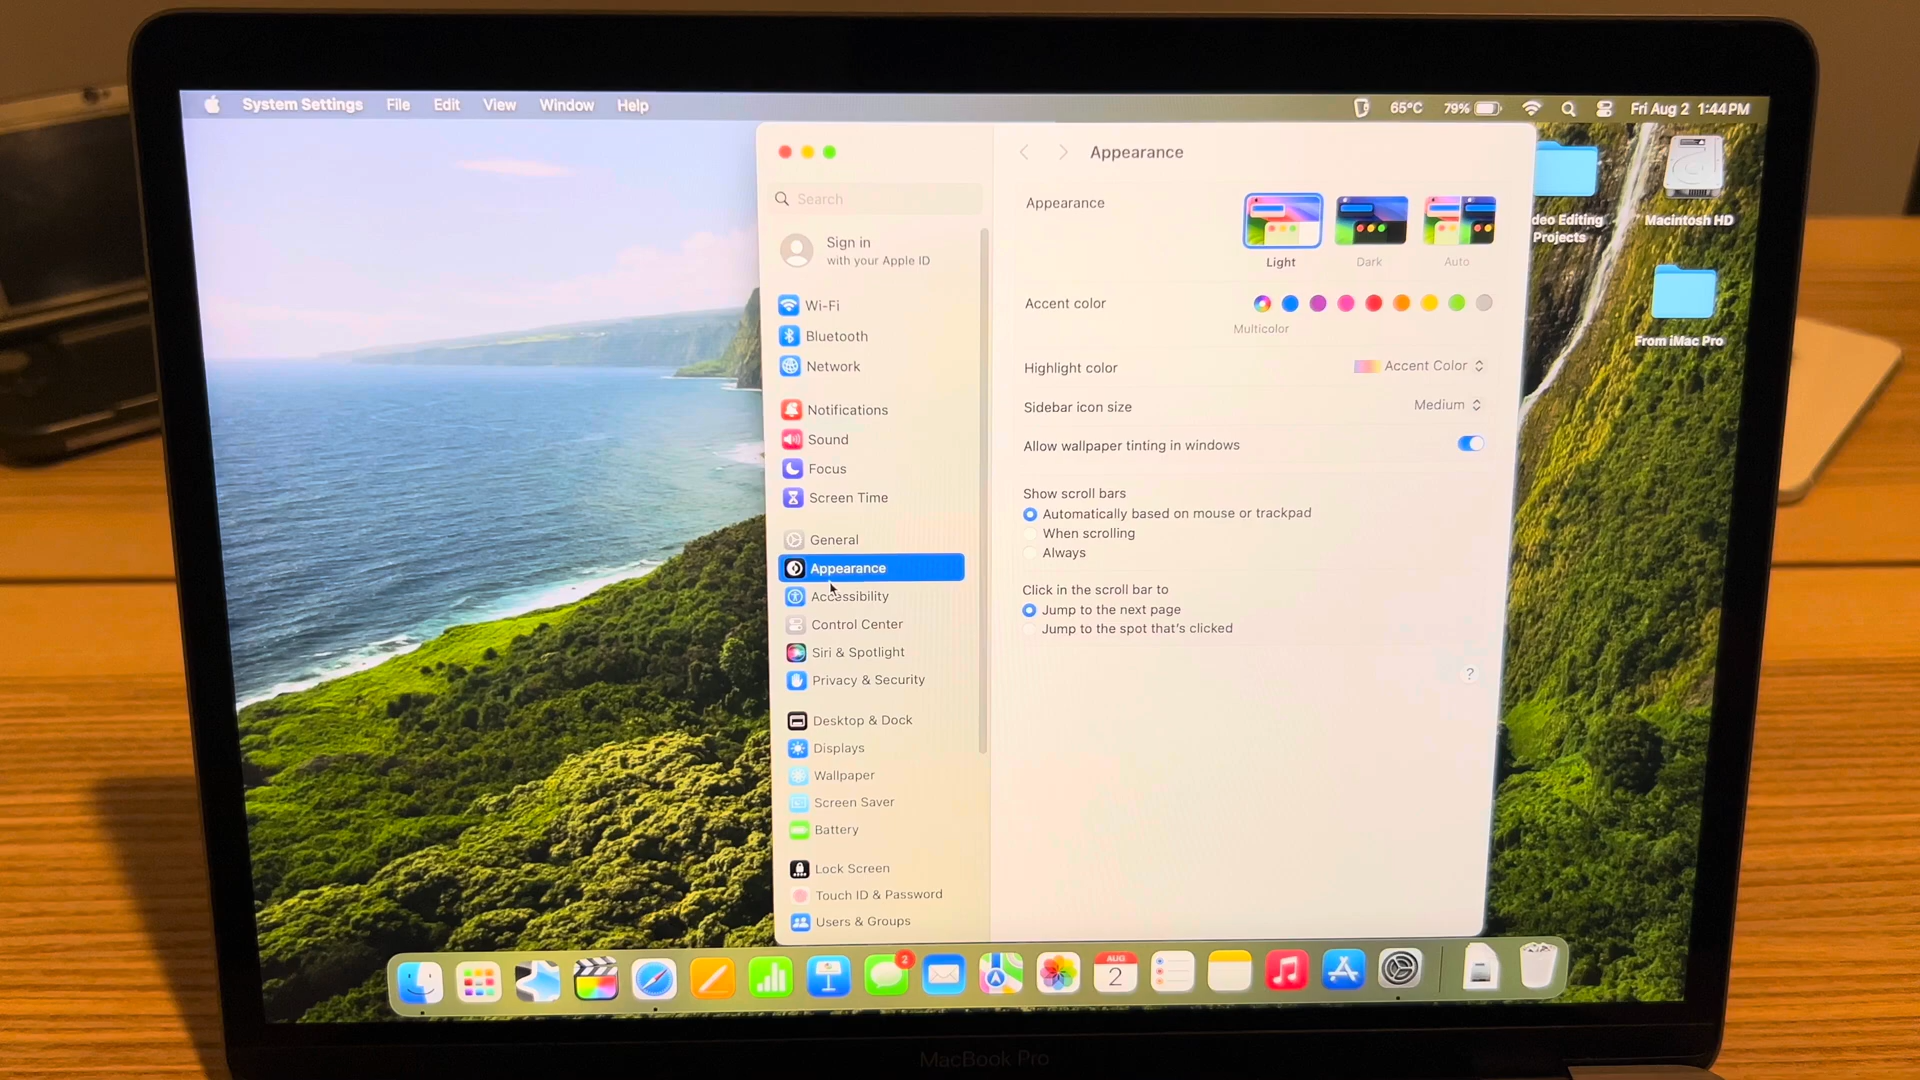 System Settings File Edit View Window Help
65°C 79% Fri Aug 2 1:44 PM
Appearance
Search
Sign in
with your Apple ID
Wi-Fi
Bluetooth
Network
Notifications
Sound
Focus
Screen Time
General
Appearance
Accessibility
Control Center
Siri & Spotlight
Privacy & Security
Desktop & Dock
Displays
Wallpaper
Screen Saver
Battery
Lock Screen
Touch ID & Password
Users & Groups
Appearance
Light Dark Auto
Accent color
Multicolor
Highlight color Accent Color
Sidebar icon size Medium
Allow wallpaper tinting in windows
Show scroll bars
Automatically based on mouse or trackpad
When scrolling
Always
Click in the scroll bar to
Jump to the next page
Jump to the spot that's clicked
?
deo Editing
Projects
Macintosh HD
From iMac Pro
2
AUG
2
MacBook Pro